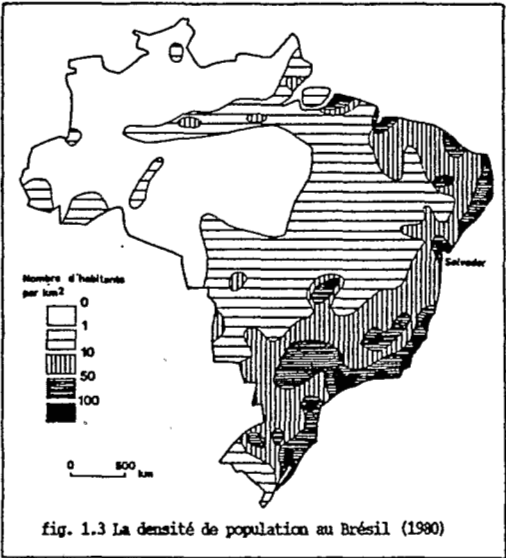 Salvador
Nombre d'habitants
par km2
0
1
10
50
100
0 500 km
fig. 1.3 La densité de population au Brésil (1980)